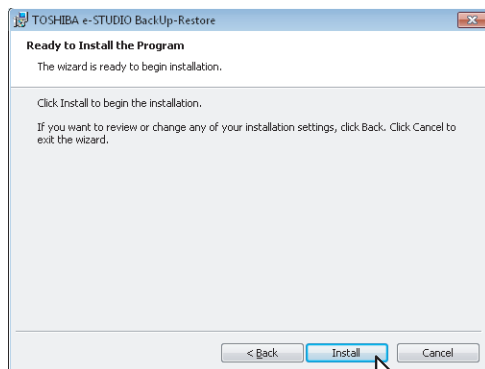 TOSHIBA e-STUDIO BackUp-Restore
Ready to Install the Program
The wizard is ready to begin installation.
Click Install to begin the installation.
If you want to review or change any of your installation settings, click Back. Click Cancel to
exit the wizard.
< Back Install Cancel